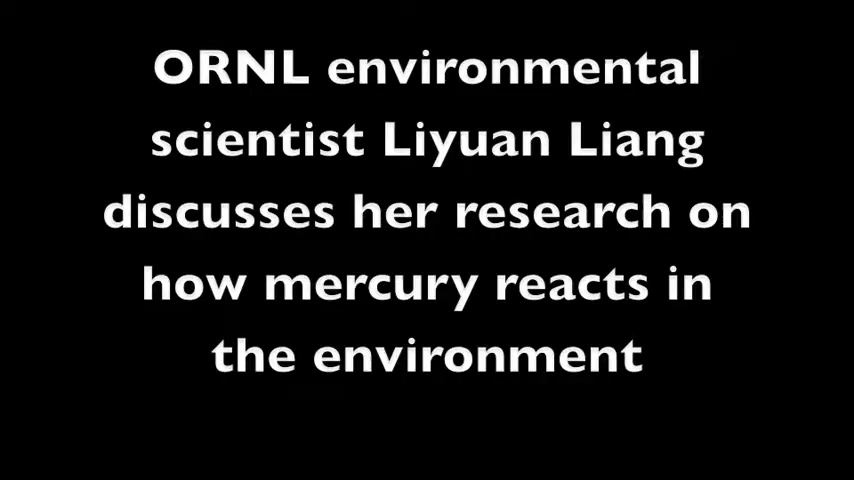 ORNL environmental
scientist Liyuan Liang
discusses her research on
how mercury reacts in
the environment